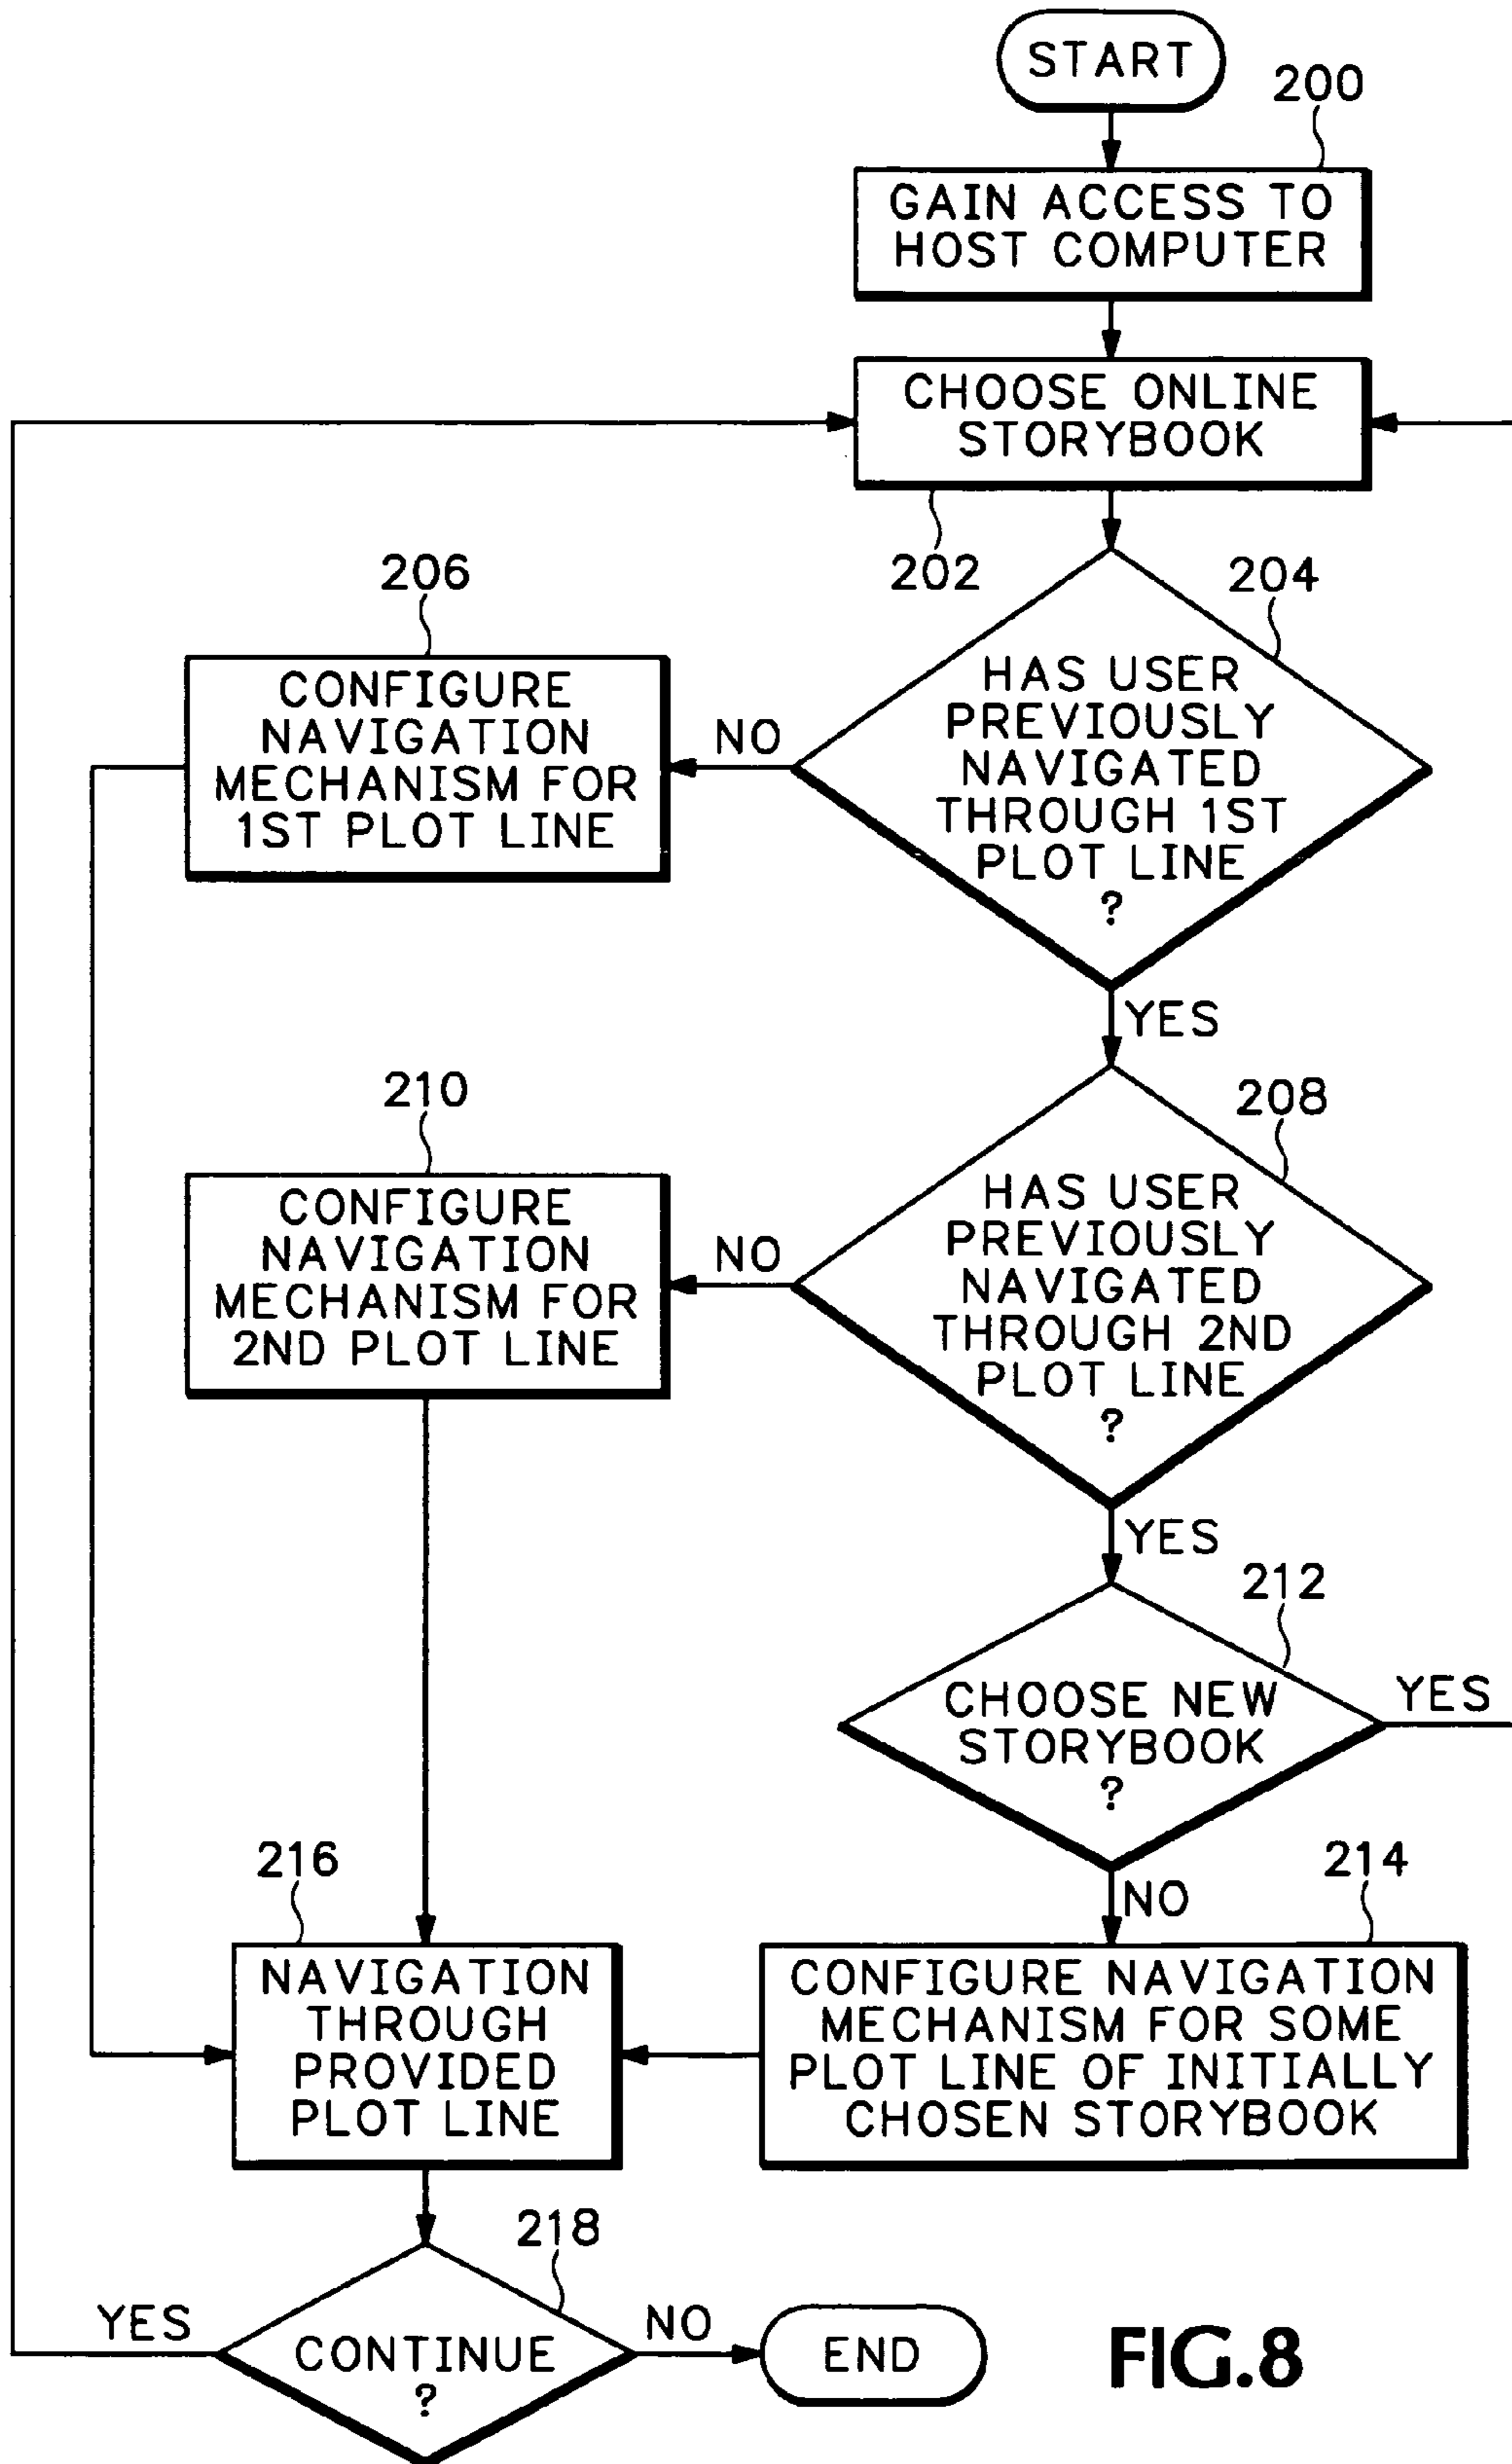 START
200
GAIN ACCESS TO
HOST COMPUTER
CHOOSE ONLINE
STORYBOOK
202
204
206
HAS USER
PREVIOUSLY
NAVIGATED
THROUGH 1ST
PLOT LINE
?
NO
CONFIGURE
NAVIGATION
MECHANISM FOR
1ST PLOT LINE
YES
208
210
HAS USER
PREVIOUSLY
NAVIGATED
THROUGH 2ND
PLOT LINE
?
NO
CONFIGURE
NAVIGATION
MECHANISM FOR
2ND PLOT LINE
YES
212
CHOOSE NEW
STORYBOOK
?
YES
NO
214
CONFIGURE NAVIGATION
MECHANISM FOR SOME
PLOT LINE OF INITIALLY
CHOSEN STORYBOOK
216
NAVIGATION
THROUGH
PROVIDED
PLOT LINE
218
CONTINUE
?
YES
NO
END
FIG.8